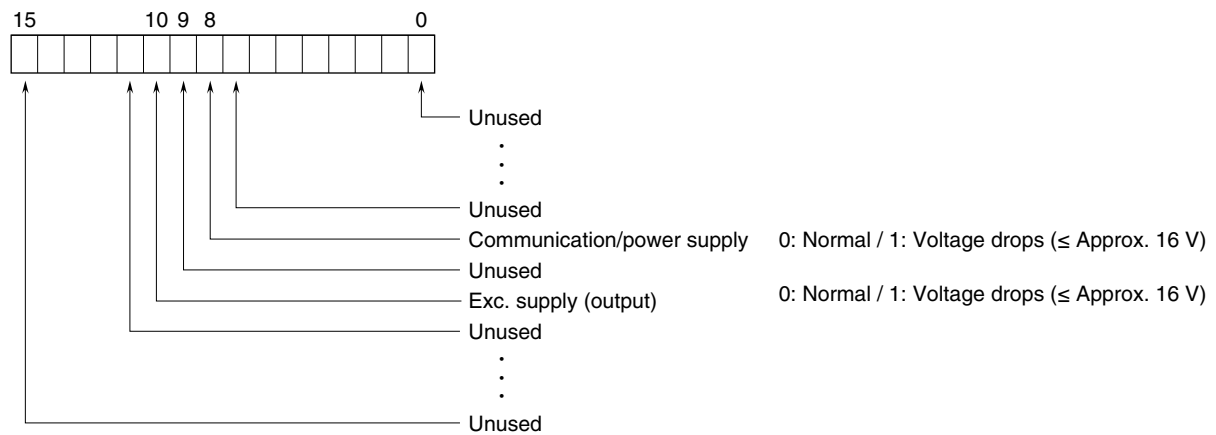 15 10 9 8 0
Unused
Unused
Communication/power supply 0: Normal / 1: Voltage drops (≤ Approx. 16 V)
Unused
Exc. supply (output) 0: Normal / 1: Voltage drops (≤ Approx. 16 V)
Unused
Unused